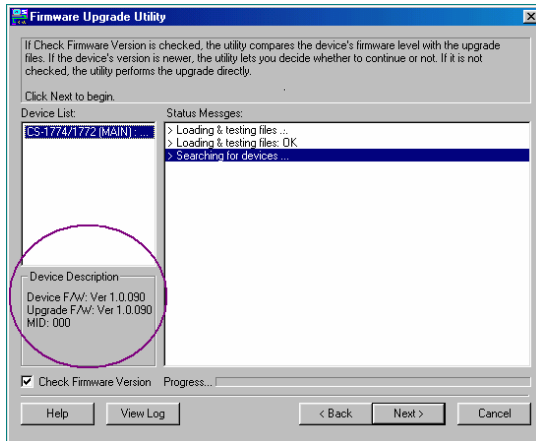 Firmware Upgrade Utility
If Check Firmware Version is checked, the utility compares the device's firmware level with the upgrade
files. If the device's version is newer, the utility lets you decide whether to continue or not. If it is not
checked, the utility performs the upgrade directly.
Click Next to begin.
Device List:
Status Messges:
CS-1774/1772 (MAIN) : ...
> Loading & testing files ...
> Loading & testing files: OK
> Searching for devices ...
Device Description
Device F/W: Ver 1.0.090
Upgrade F/W: Ver 1.0.090
MID: 000
Check Firmware Version
Progress...
Help
View Log
< Back
Next >
Cancel